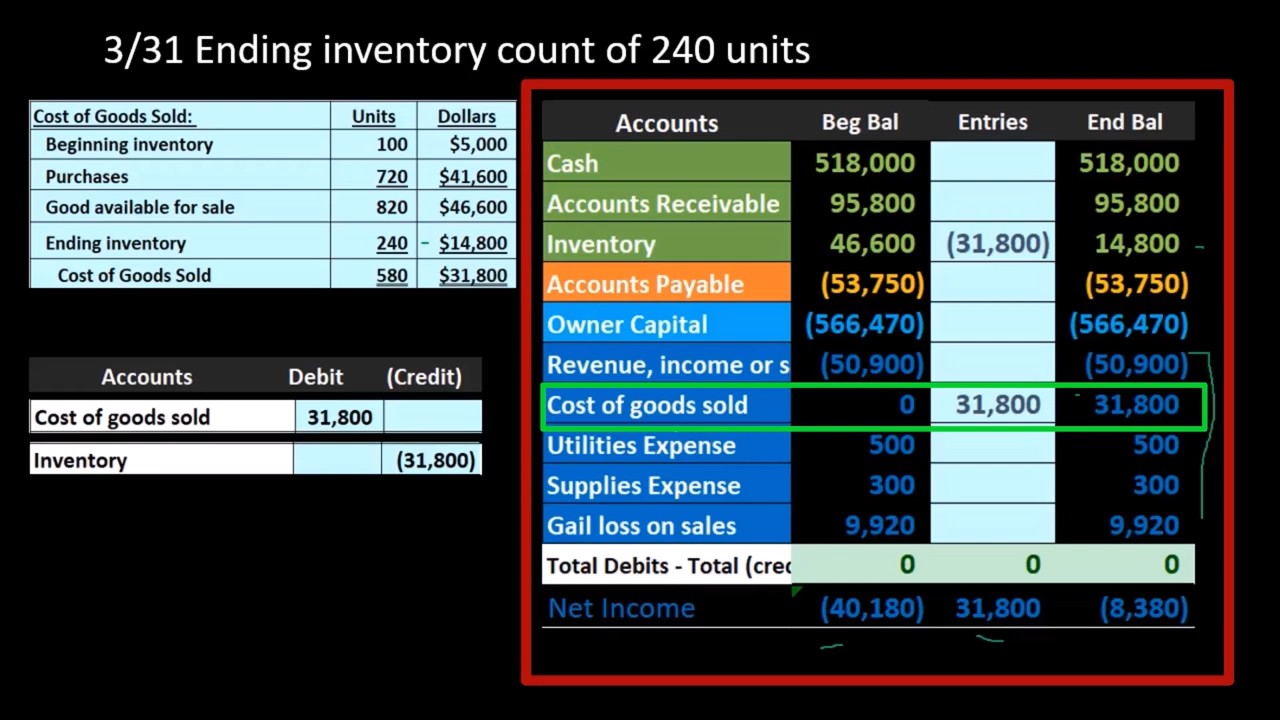 3/31 Ending inventory count of 240 units
Cost of Goods Sold: Units Dollars
Beginning inventory 100 $5,000
Purchases 720 $41,600
Good available for sale 820 $46,600
Ending inventory 240 - $14,800
Cost of Goods Sold 580 $31,800
Accounts Debit (Credit)
Cost of goods sold 31,800
Inventory (31,800)
Accounts Beg Bal Entries End Bal
Cash 518,000 518,000
Accounts Receivable 95,800 95,800
Inventory 46,600 (31,800) 14,800
Accounts Payable (53,750) (53,750)
Owner Capital (566,470) (566,470)
Revenue, income or s (50,900) (50,900)
Cost of goods sold 0 31,800 31,800
Utilities Expense 500 500
Supplies Expense 300 300
Gail loss on sales 9,920 9,920
Total Debits - Total (cred 0 0 0
Net Income (40,180) 31,800 (8,380)